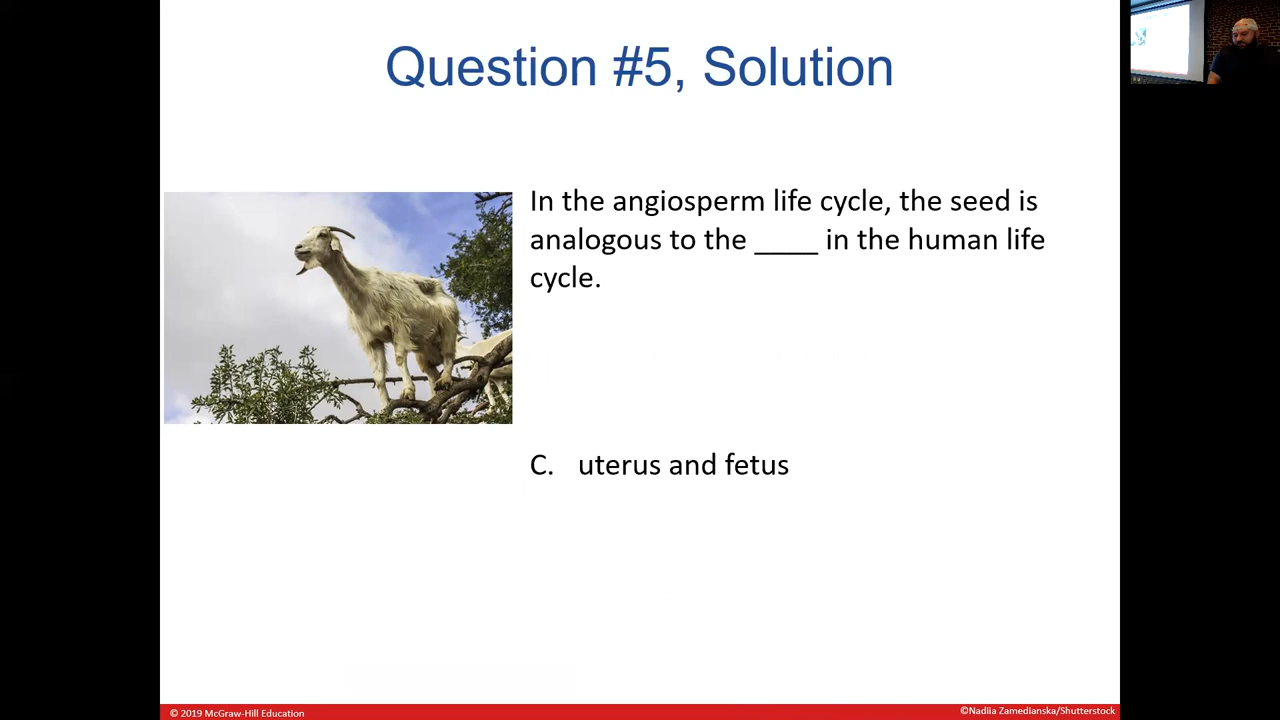 Question #5, Solution
In the angiosperm life cycle, the seed is
analogous to the ____ in the human life
cycle.
C. uterus and fetus
© 2019 McGraw-Hill Education
©Nadiia Zamedianska/Shutterstock